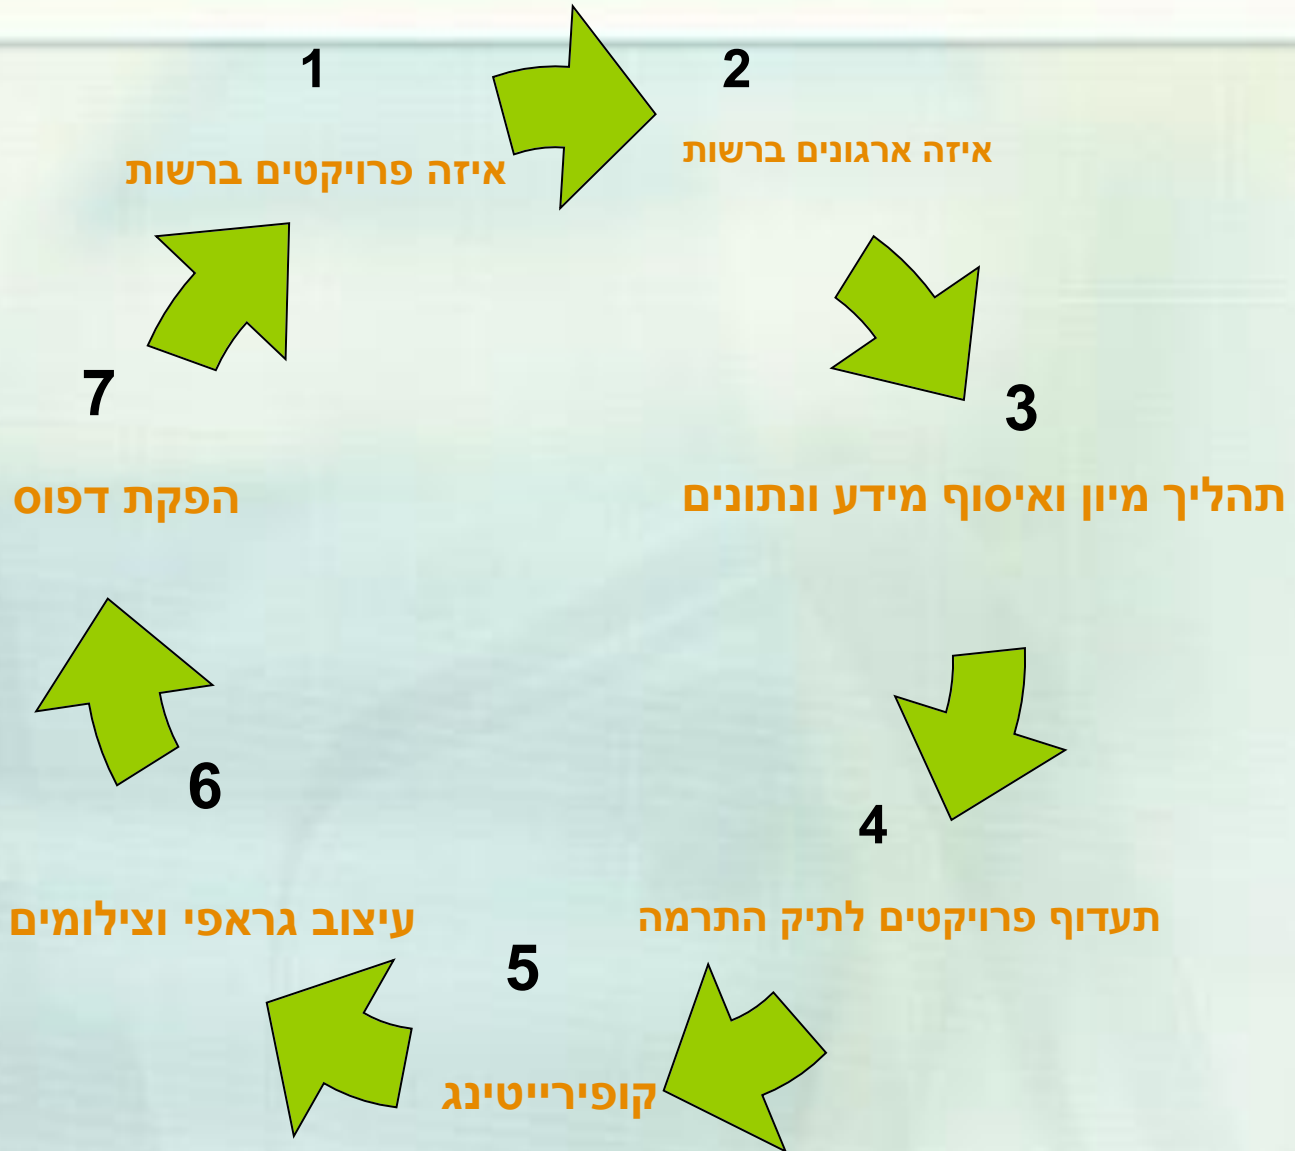 1
איזה פרויקטים ברשות
2
איזה ארגונים ברשות
3
תהליך מיון ואיסוף מידע ונתונים
4
תעדוף פרויקטים לתיק התרמה
5
קופירייטינג
6
עיצוב גראפי וצילומים
7
הפקת דפוס